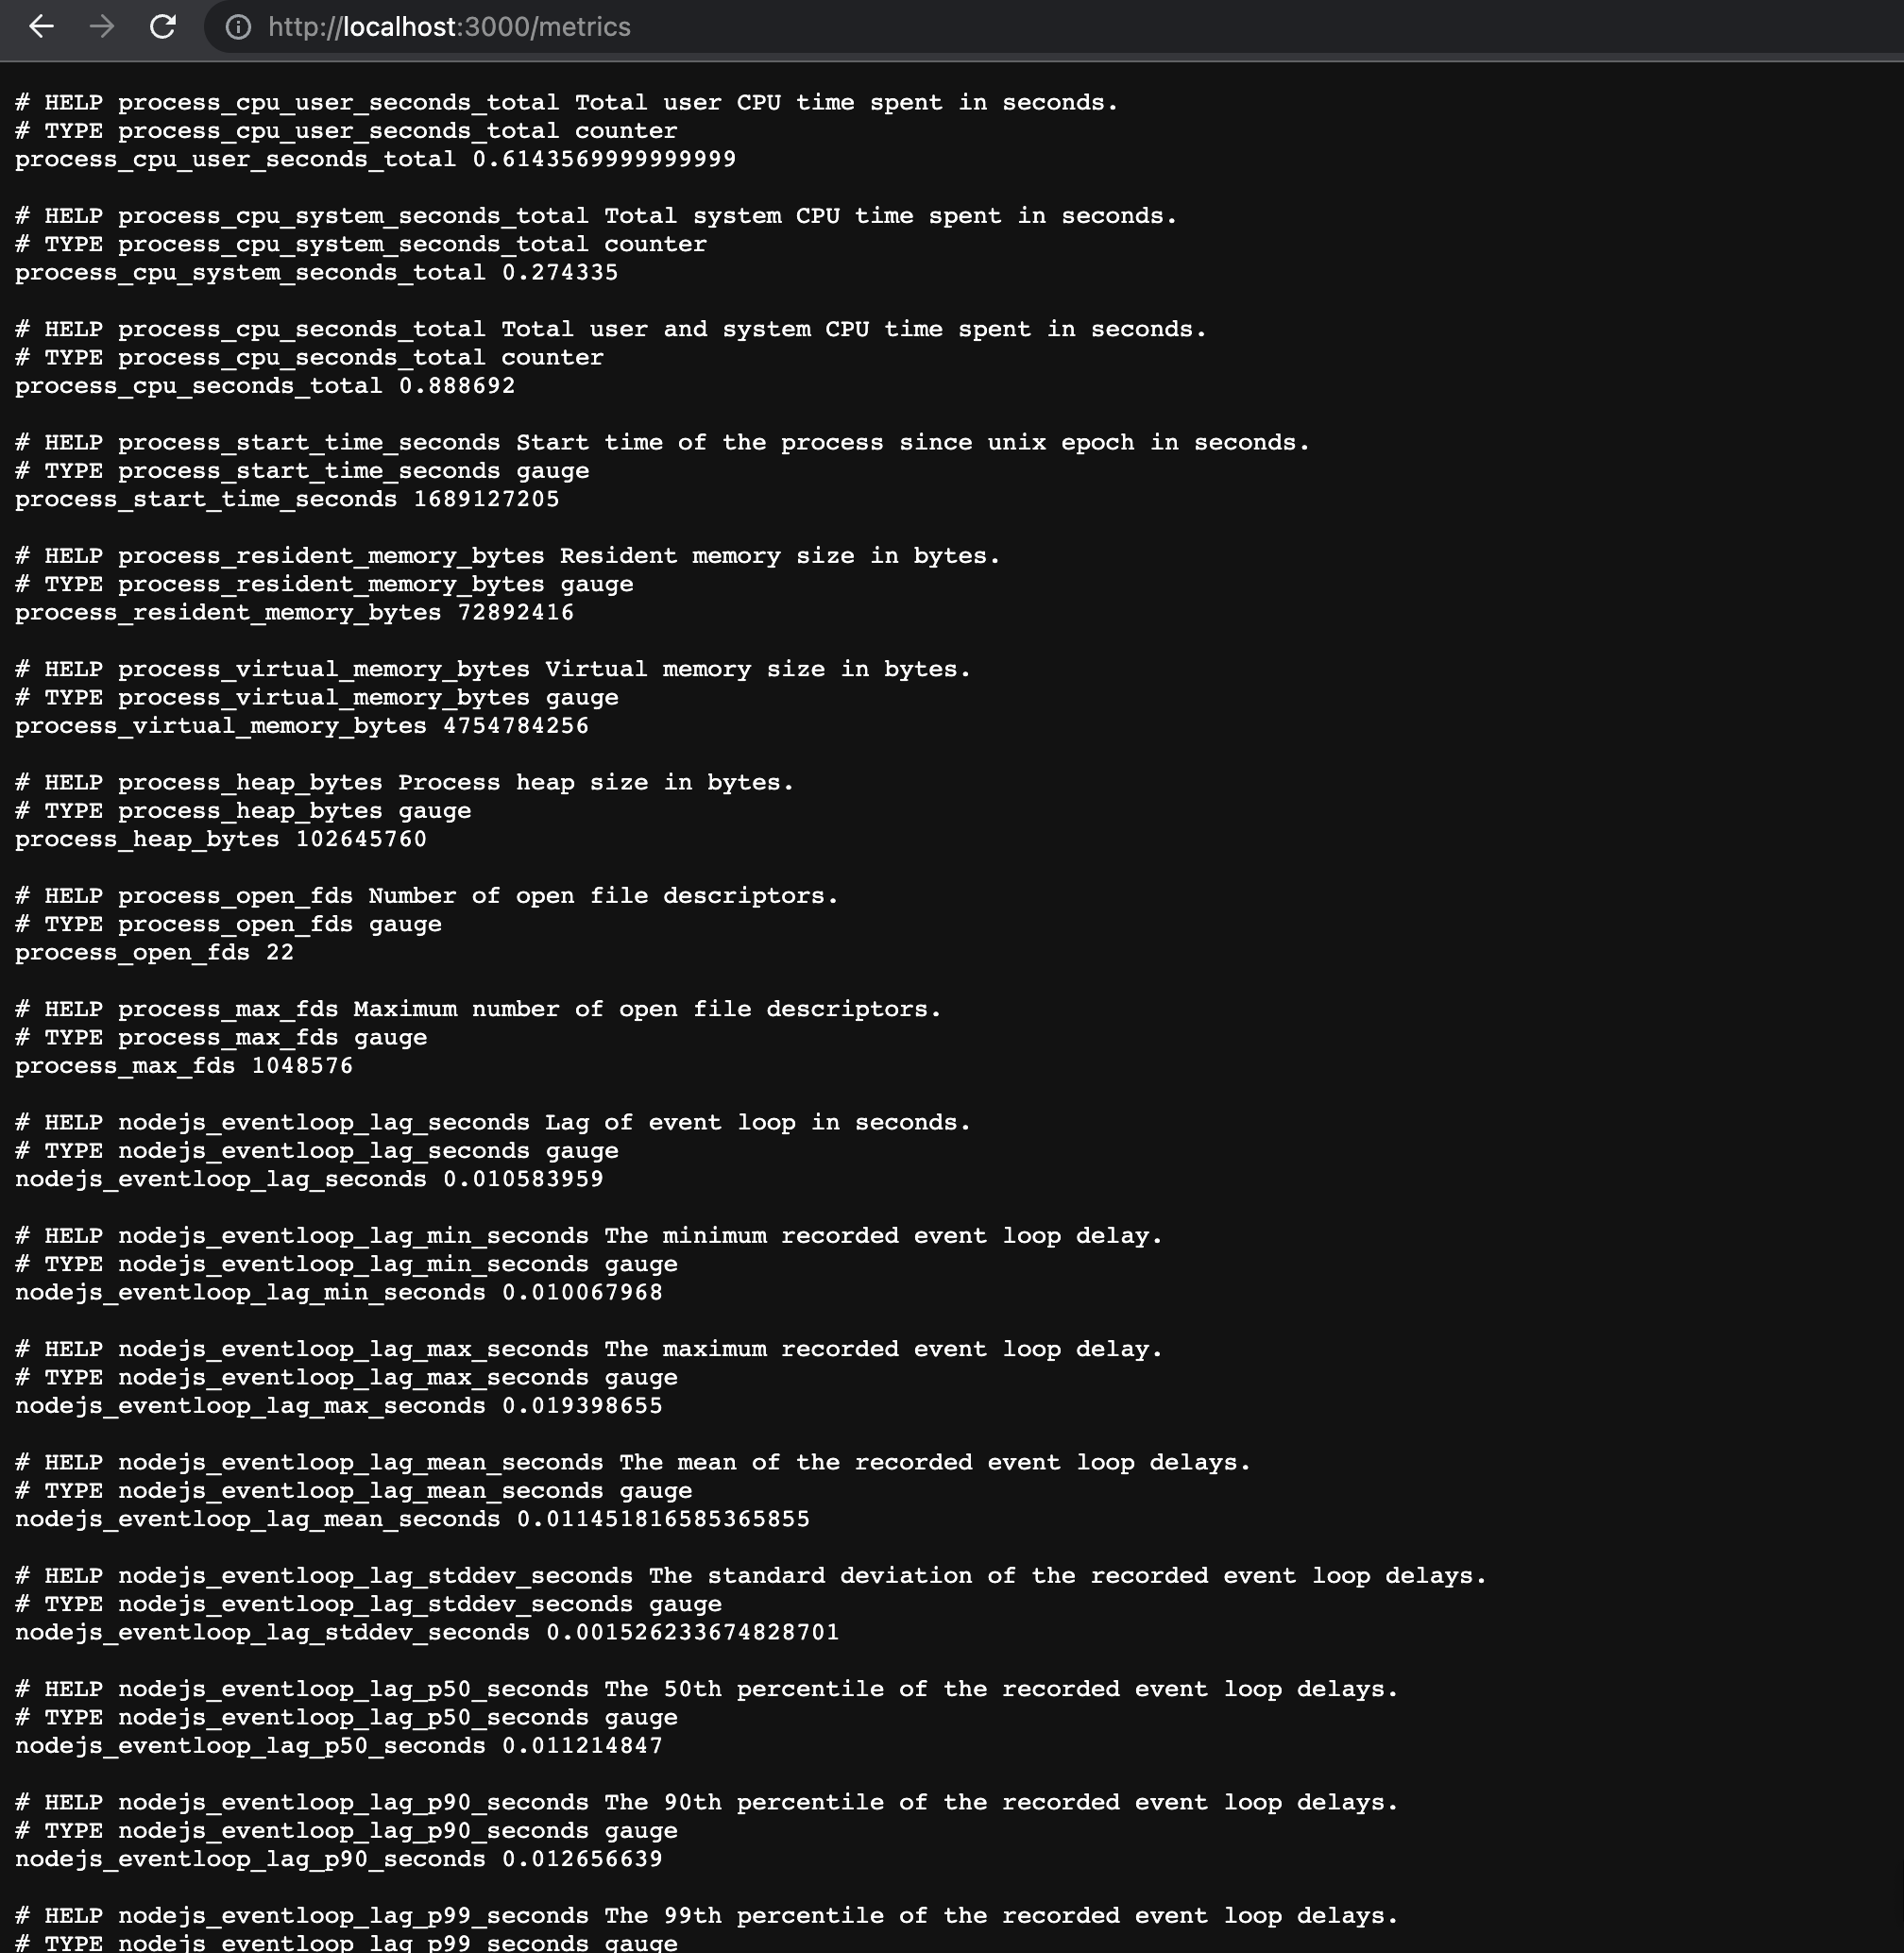 http://localhost:3000/metrics
# HELP process_cpu_user_seconds_total Total user CPU time spent in seconds.
# TYPE process_cpu_user_seconds_total counter
process_cpu_user_seconds_total 0.6143569999999999
# HELP process_cpu_system_seconds_total Total system CPU time spent in seconds.
# TYPE process_cpu_system_seconds_total counter
process_cpu_system_seconds_total 0.274335
# HELP process_cpu_seconds_total Total user and system CPU time spent in seconds.
# TYPE process_cpu_seconds_total counter
process_cpu_seconds_total 0.888692
# HELP process_start_time_seconds Start time of the process since unix epoch in seconds.
# TYPE process_start_time_seconds gauge
process_start_time_seconds 1689127205
# HELP process_resident_memory_bytes Resident memory size in bytes.
# TYPE process_resident_memory_bytes gauge
process_resident_memory_bytes 72892416
# HELP process_virtual_memory_bytes Virtual memory size in bytes.
# TYPE process_virtual_memory_bytes gauge
process_virtual_memory_bytes 4754784256
# HELP process_heap_bytes Process heap size in bytes.
# TYPE process_heap_bytes gauge
process_heap_bytes 102645760
# HELP process_open_fds Number of open file descriptors.
# TYPE process_open_fds gauge
process_open_fds 22
# HELP process_max_fds Maximum number of open file descriptors.
# TYPE process_max_fds gauge
process_max_fds 1048576
# HELP nodejs_eventloop_lag_seconds Lag of event loop in seconds.
# TYPE nodejs_eventloop_lag_seconds gauge
nodejs_eventloop_lag_seconds 0.010583959
# HELP nodejs_eventloop_lag_min_seconds The minimum recorded event loop delay.
# TYPE nodejs_eventloop_lag_min_seconds gauge
nodejs_eventloop_lag_min_seconds 0.010067968
# HELP nodejs_eventloop_lag_max_seconds The maximum recorded event loop delay.
# TYPE nodejs_eventloop_lag_max_seconds gauge
nodejs_eventloop_lag_max_seconds 0.019398655
# HELP nodejs_eventloop_lag_mean_seconds The mean of the recorded event loop delays.
# TYPE nodejs_eventloop_lag_mean_seconds gauge
nodejs_eventloop_lag_mean_seconds 0.011451816585365855
# HELP nodejs_eventloop_lag_stddev_seconds The standard deviation of the recorded event loop delays.
# TYPE nodejs_eventloop_lag_stddev_seconds gauge
nodejs_eventloop_lag_stddev_seconds 0.001526233674828701
# HELP nodejs_eventloop_lag_p50_seconds The 50th percentile of the recorded event loop delays.
# TYPE nodejs_eventloop_lag_p50_seconds gauge
nodejs_eventloop_lag_p50_seconds 0.011214847
# HELP nodejs_eventloop_lag_p90_seconds The 90th percentile of the recorded event loop delays.
# TYPE nodejs_eventloop_lag_p90_seconds gauge
nodejs_eventloop_lag_p90_seconds 0.012656639
# HELP nodejs_eventloop_lag_p99_seconds The 99th percentile of the recorded event loop delays.
# TYPE nodejs_eventloop_lag_p99_seconds gauge